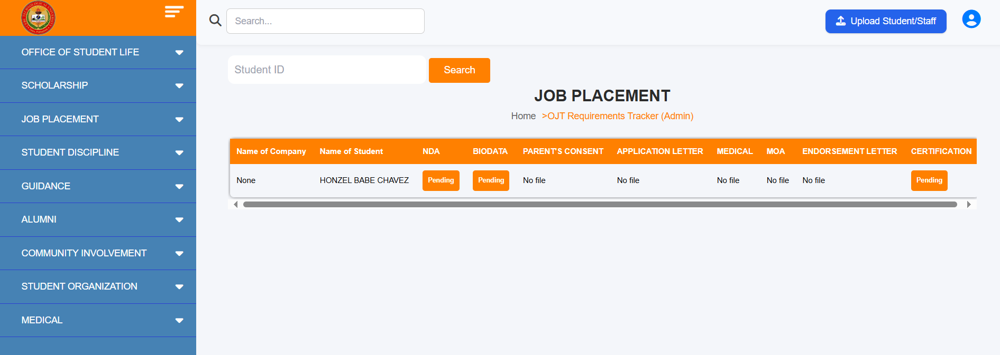 Search...
Upload Student/Staff
OFFICE OF STUDENT LIFE
SCHOLARSHIP
JOB PLACEMENT
STUDENT DISCIPLINE
GUIDANCE
ALUMNI
COMMUNITY INVOLVEMENT
STUDENT ORGANIZATION
MEDICAL
Student ID
Search
JOB PLACEMENT
Home >OJT Requirements Tracker (Admin)
Name of Company Name of Student NDA BIODATA PARENT'S CONSENT APPLICATION LETTER MEDICAL MOA ENDORSEMENT LETTER CERTIFICATION
None HONZEL BABE CHAVEZ Pending Pending No file No file No file No file No file Pending